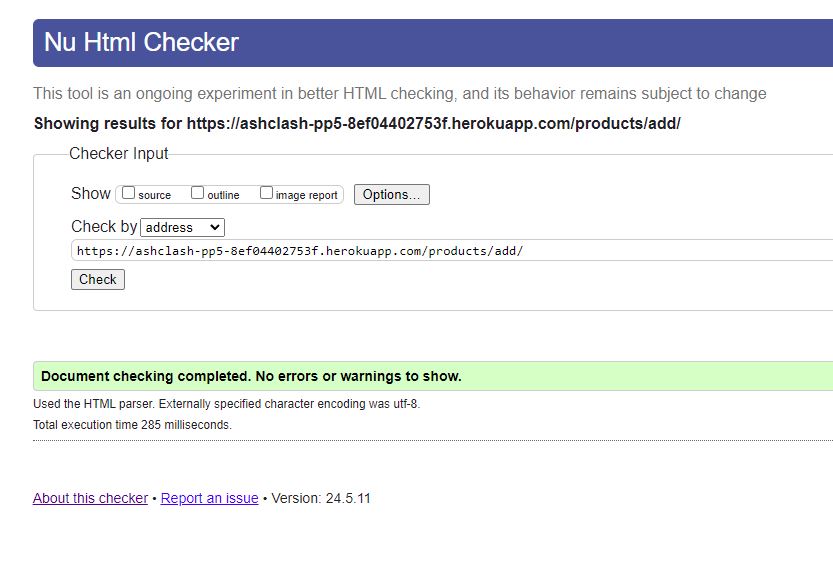 Nu Html Checker
This tool is an ongoing experiment in better HTML checking, and its behavior remains subject to change
Showing results for https://ashclash-pp5-8ef04402753f.herokuapp.com/products/add/
Checker Input
Show source outline image report Options...
Check by address
https://ashclash-pp5-8ef04402753f.herokuapp.com/products/add/
Check
Document checking completed. No errors or warnings to show.
Used the HTML parser. Externally specified character encoding was utf-8.
Total execution time 285 milliseconds.
About this checker • Report an issue • Version: 24.5.11